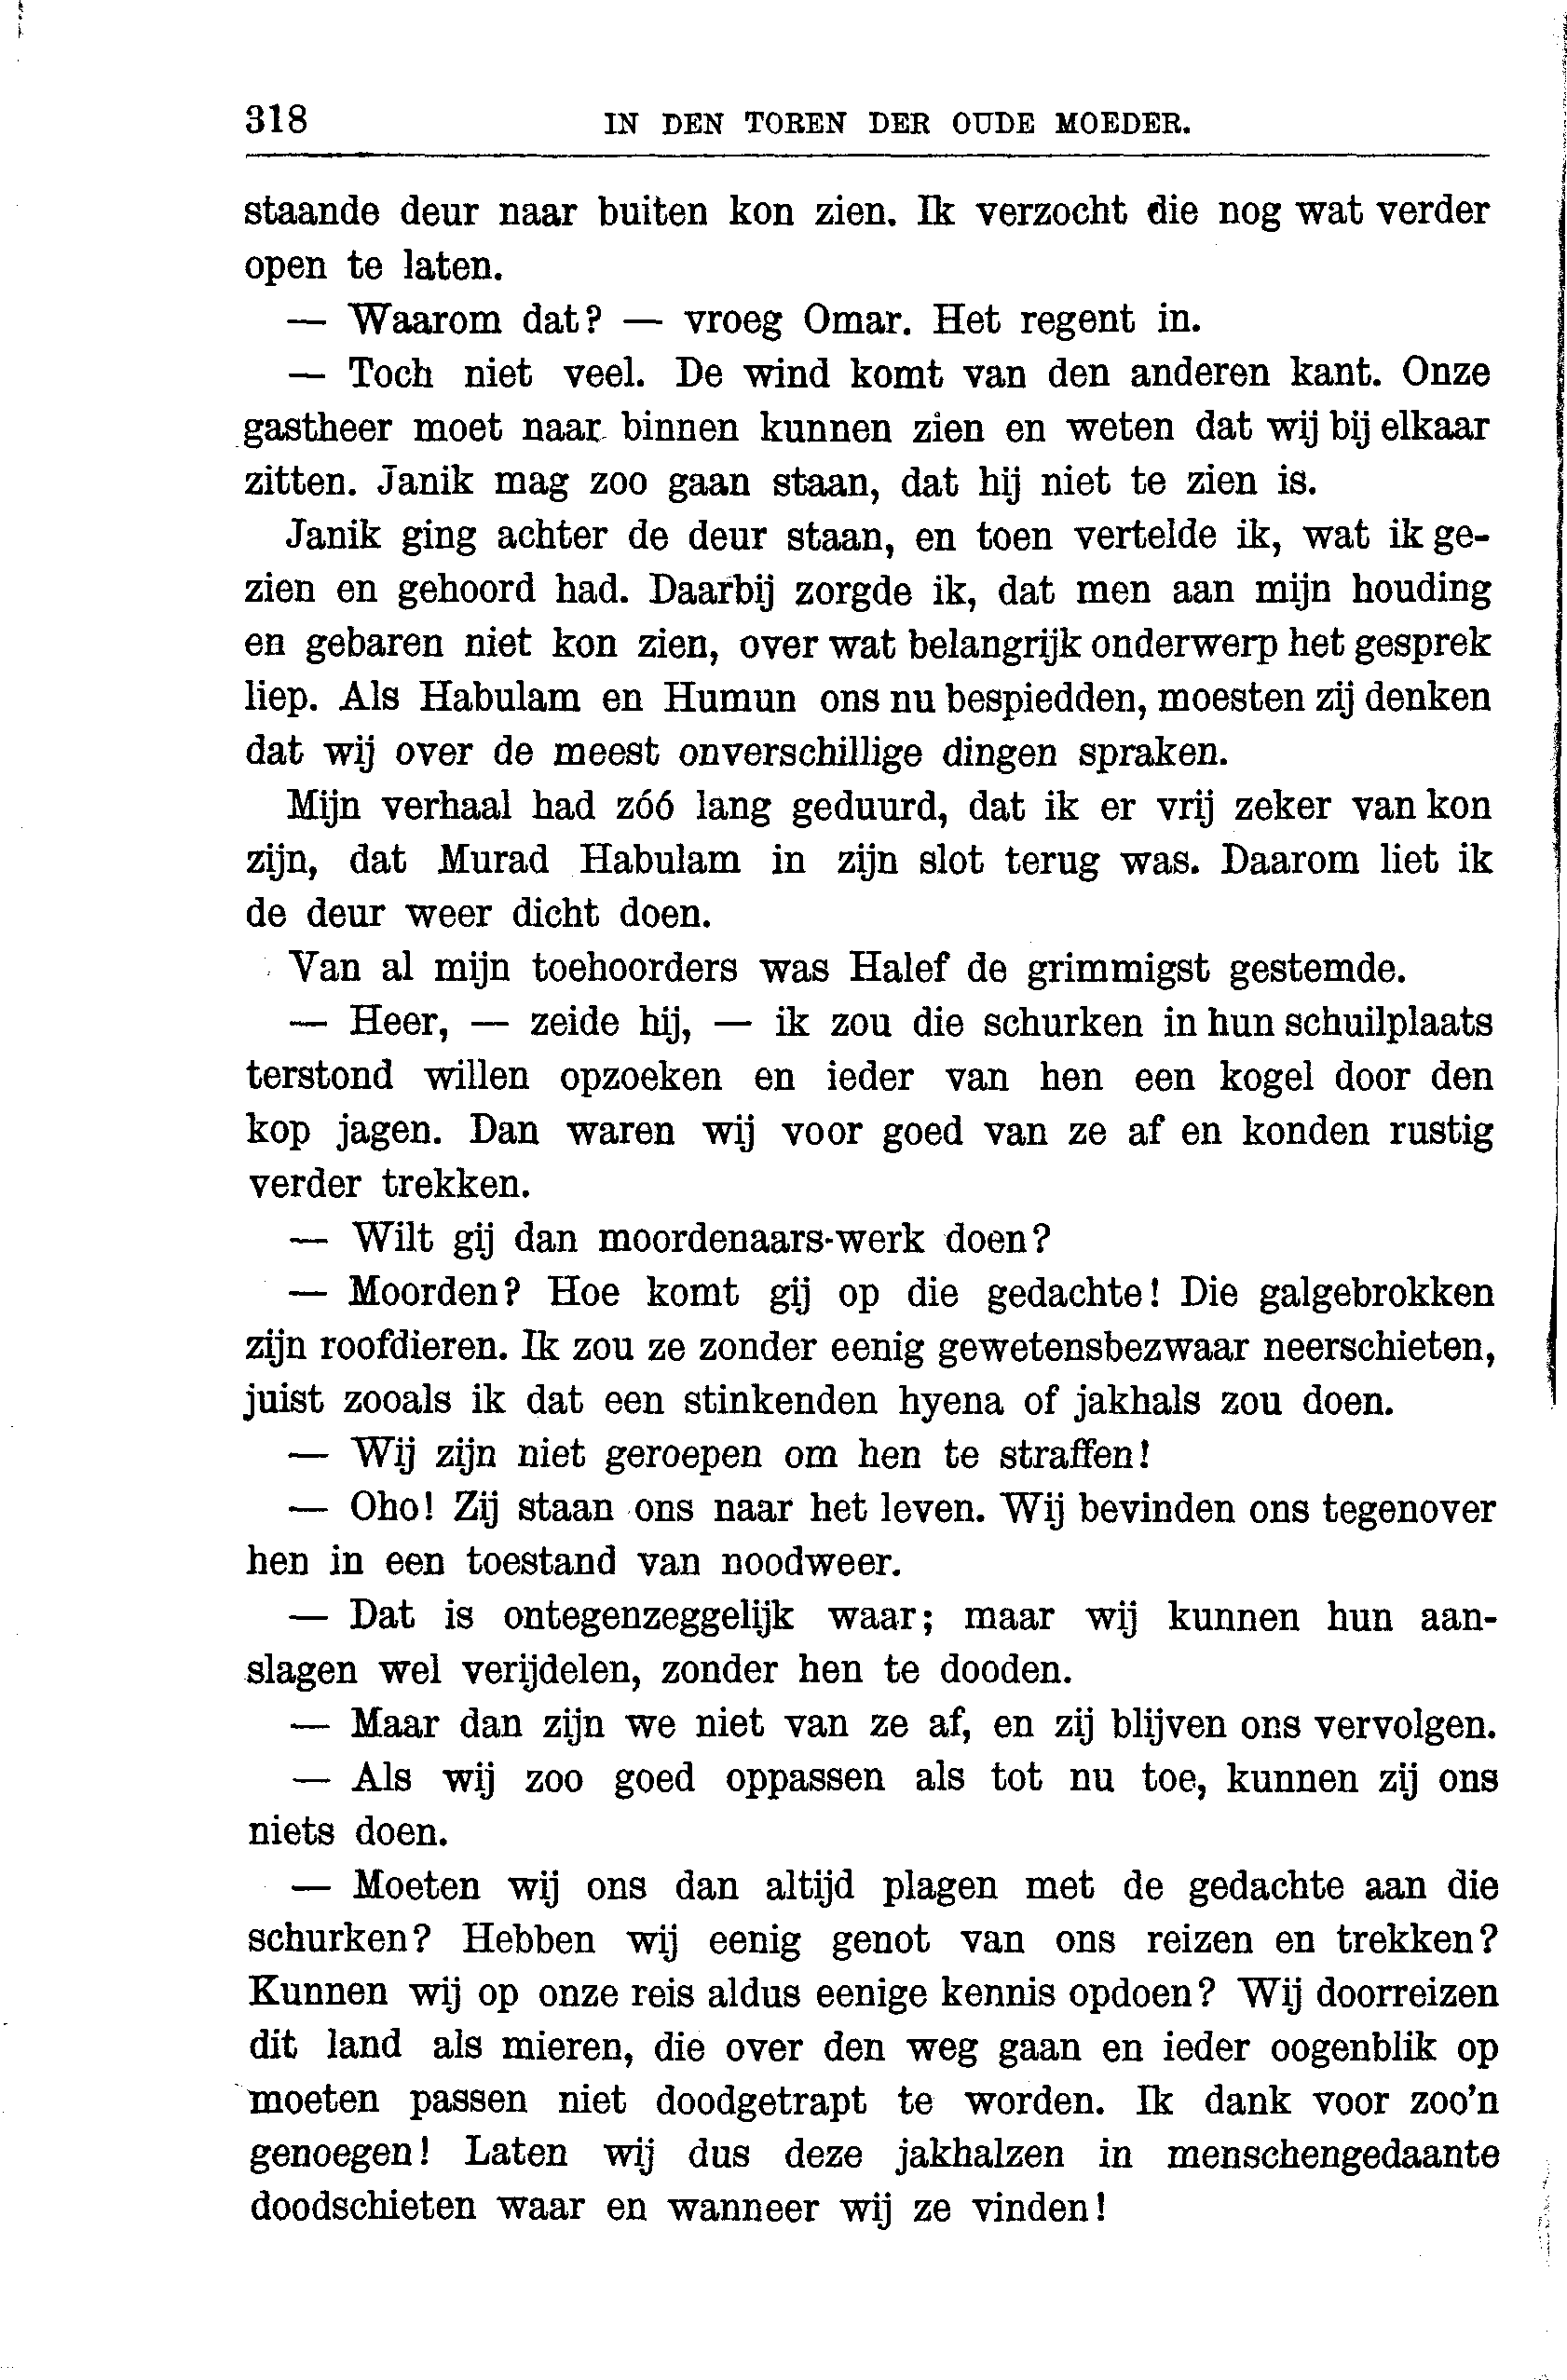 318 IN DEN TOREN DER OUDE MOEDER.
staande deur naar buiten kon zien. Ik verzocht die nog wat verder
open te laten.
— Waarom dat? — vroeg Omar. Het regent in.
— Toch niet veel. De wind komt van den anderen kant. Onze
gastheer moet naar binnen kunnen zien en weten dat wij bij elkaar
zitten. Janik mag zoo gaan staan, dat hij niet te zien is.
Janik ging achter de deur staan, en toen vertelde ik, wat ik ge-
zien en gehoord had. Daarbij zorgde ik, dat men aan mijn houding
en gebaren niet kon zien, over wat belangrijk onderwerp het gesprek
liep. Als Habulam en Humun ons nu bespiedden, moesten zij denken
dat wij over de meest onverschillige dingen spraken.
Mijn verhaal had zóó lang geduurd, dat ik er vrij zeker van kon
zijn, dat Murad Habulam in zijn slot terug was. Daarom liet ik
de deur weer dicht doen.
Van al mijn toehoorders was Halef de grimmigst gestemde.
— Heer, — zeide hij, — ik zou die schurken in hun schuilplaats
terstond willen opzoeken en ieder van hen een kogel door den
kop jagen. Dan waren wij voor goed van ze af en konden rustig
verder trekken.
— Wilt gij dan moordenaars-werk doen?
— Moorden? Hoe komt gij op die gedachte! Die galgebrokken
zijn roofdieren. Ik zou ze zonder eenig gewetensbezwaar neerschieten,
juist zooals ik dat een stinkenden hyena of jakhals zou doen.
— Wij zijn niet geroepen om hen te straffen!
— Oho! Zij staan ons naar het leven. Wij bevinden ons tegenover
hen in een toestand van noodweer.
— Dat is ontegenzeggelijk waar; maar wij kunnen hun aan-
slagen wel verijdelen, zonder hen te dooden.
— Maar dan zijn we niet van ze af, en zij blijven ons vervolgen.
— Als wij zoo goed oppassen als tot nu toe, kunnen zij ons
niets doen.
— Moeten wij ons dan altijd plagen met de gedachte aan die
schurken? Hebben wij eenig genot van ons reizen en trekken?
Kunnen wij op onze reis aldus eenige kennis opdoen? Wij doorreizen
dit land als mieren, die over den weg gaan en ieder oogenblik op
moeten passen niet doodgetrapt te worden. Ik dank voor zoo'n
genoegen! Laten wij dus deze jakhalzen in menschengedaante
doodschieten waar en wanneer wij ze vinden!